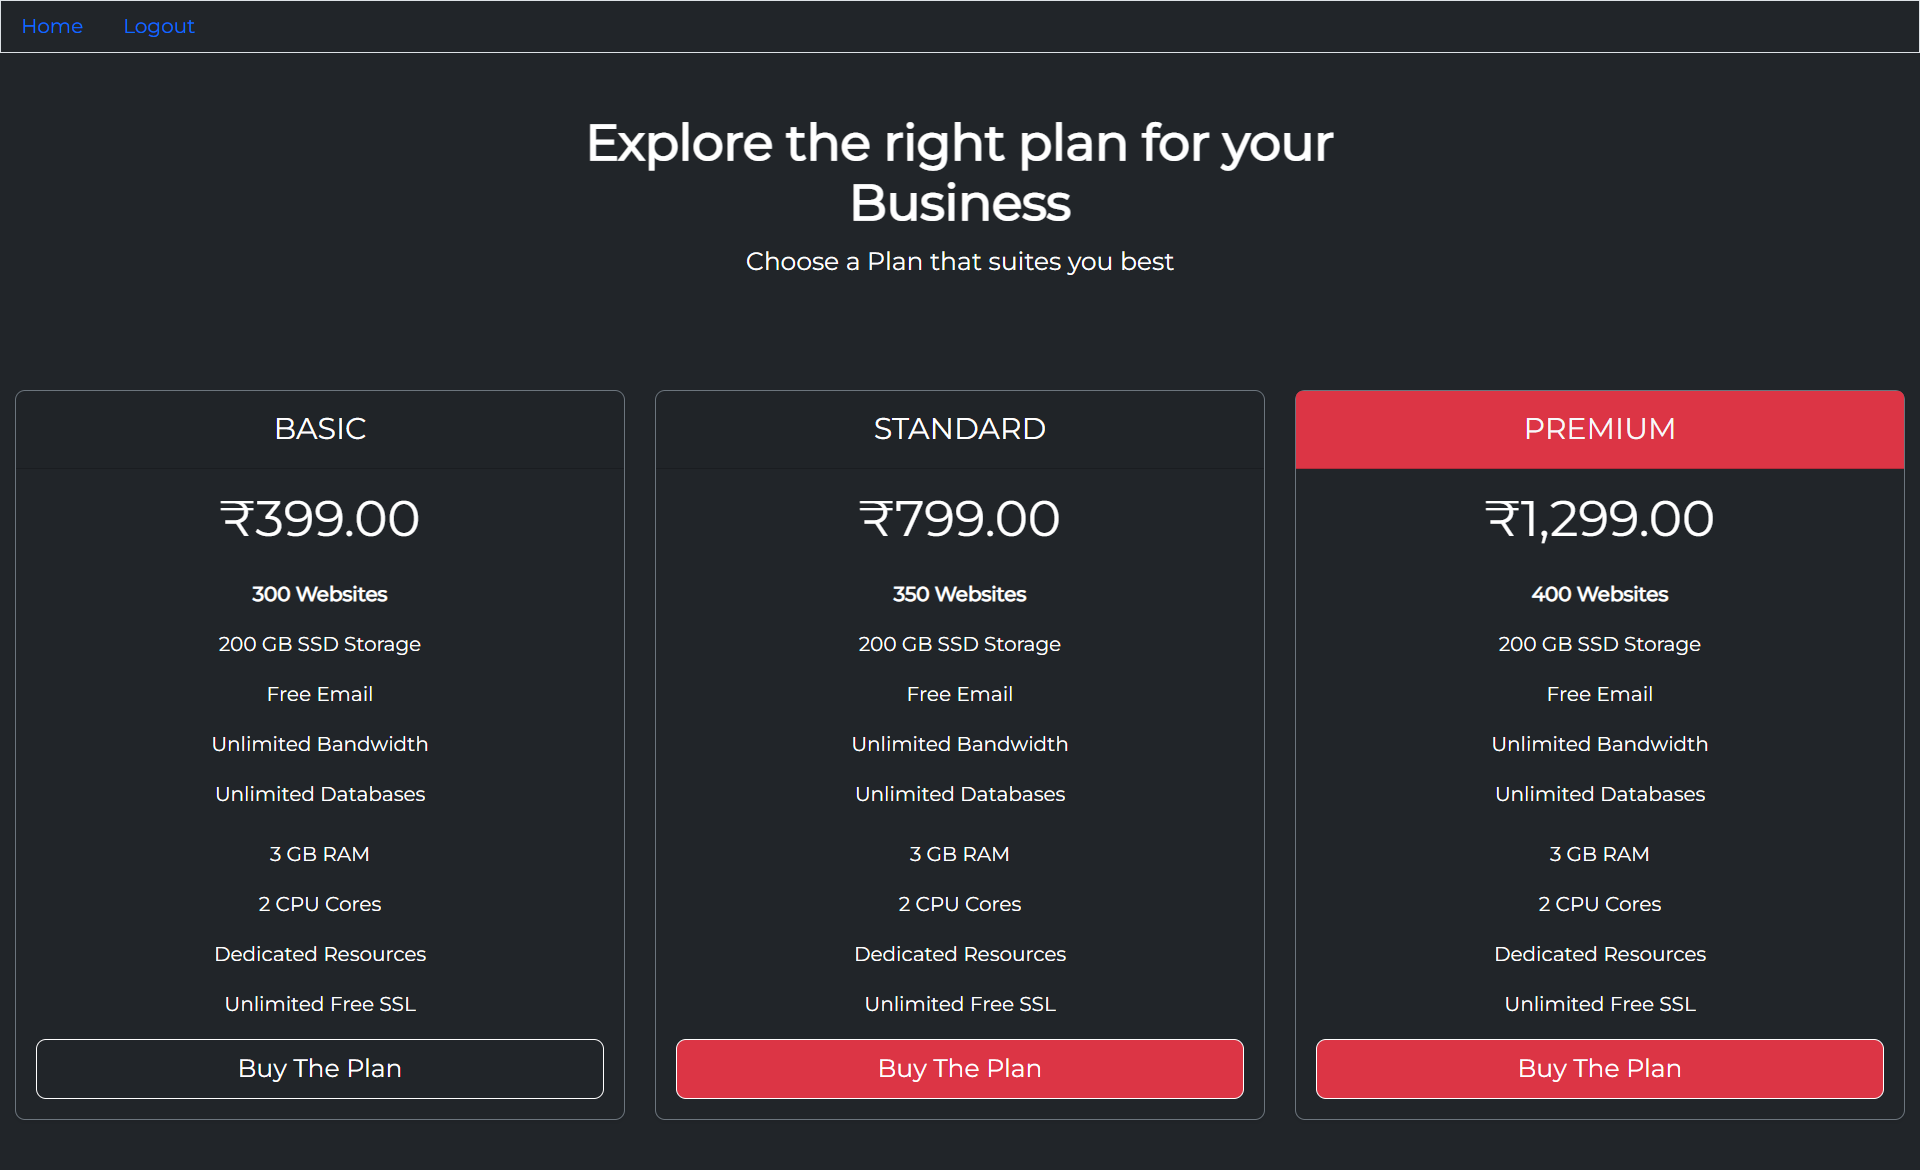 Home Logout
Explore the right plan for your
Business
Choose a Plan that suites you best
BASIC
₹399.00
300 Websites
200 GB SSD Storage
Free Email
Unlimited Bandwidth
Unlimited Databases
3 GB RAM
2 CPU Cores
Dedicated Resources
Unlimited Free SSL
Buy The Plan
STANDARD
₹799.00
350 Websites
200 GB SSD Storage
Free Email
Unlimited Bandwidth
Unlimited Databases
3 GB RAM
2 CPU Cores
Dedicated Resources
Unlimited Free SSL
Buy The Plan
PREMIUM
₹1,299.00
400 Websites
200 GB SSD Storage
Free Email
Unlimited Bandwidth
Unlimited Databases
3 GB RAM
2 CPU Cores
Dedicated Resources
Unlimited Free SSL
Buy The Plan